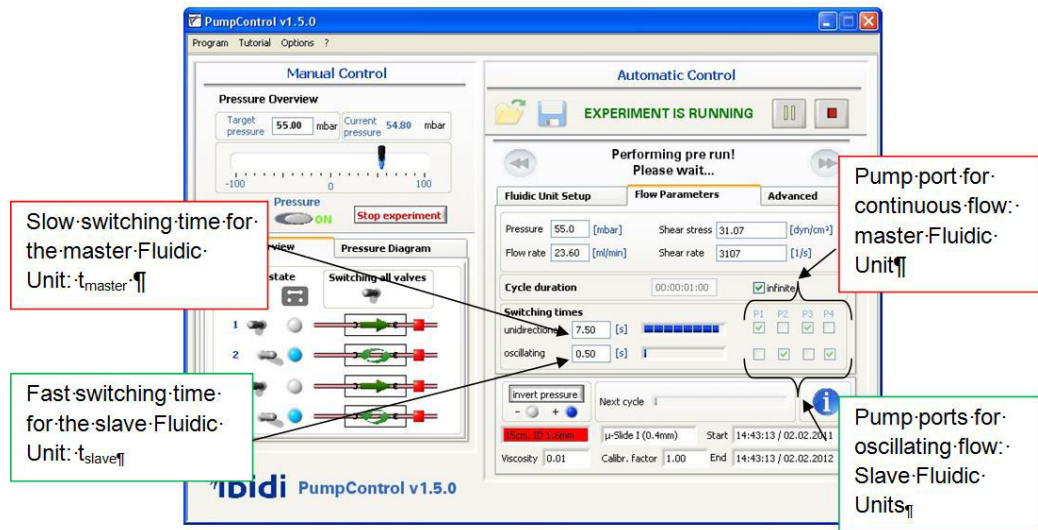 PumpControl v1.5.0
Program Tutorial Options ?
Manual Control
Pressure Overview
Target pressure 55.00 mbar Current pressure 54.80 mbar
-100 0 100
Pressure
ON Stop experiment
Pressure Diagram
state Switching all valves
1
2
Automatic Control
EXPERIMENT IS RUNNING
Performing pre run!
Please wait...
Fluidic Unit Setup Flow Parameters Advanced
Pressure 55.0 [mbar] Shear stress 31.07 [dyn/cm²]
Flow rate 23.60 [ml/min] Shear rate 3107 [1/s]
Cycle duration 00:00:01:00 infinite
Switching times P1 P2 P3 P4
7.50 [s]
oscillating 0.50 [s]
invert pressure Next cycle
- +
15cm, ID 1.6mm µ-Slide I (0.4mm) Start 14:43:13 / 02.02.2011
Viscosity 0.01 Calibr. factor 1.00 End 14:43:13 / 02.02.2012
ibidi PumpControl v1.5.0
Slow·switching·time·for·
the·master·Fluidic·
Unit:·tmaster·¶
Fast·switching·time·
for·the·slave·Fluidic·
Unit:·tslave¶
Pump·port·for·
continuous·flow:·
master·Fluidic·
Unit¶
Pump·ports·for·
oscillating·flow:·
Slave·Fluidic·
Units¶